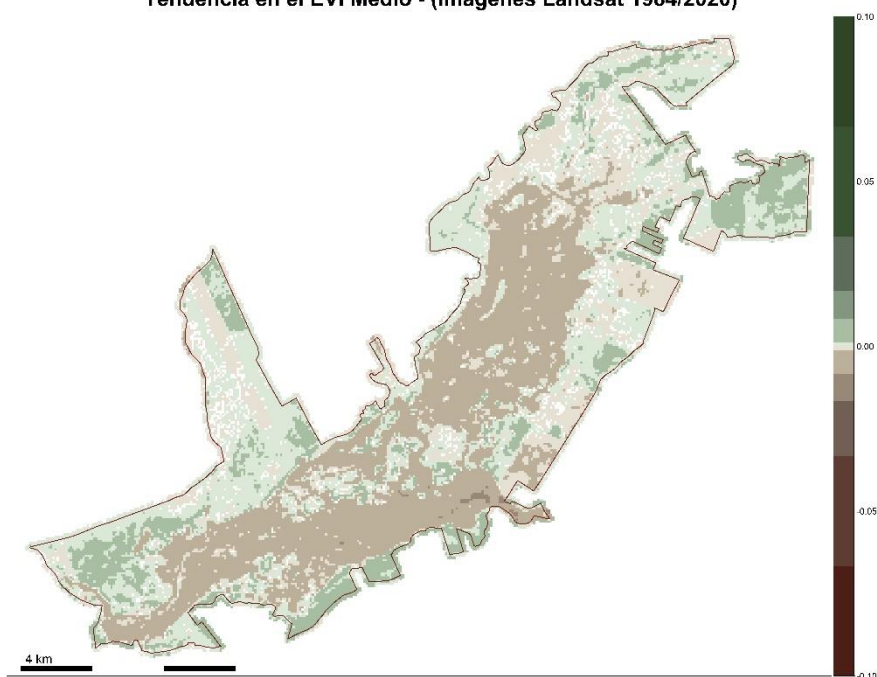 Tendencia en el EVI Medio - (Imágenes Landsat 1984/2020)
0.10
0.05
0.00
-0.05
-0.10
4 km